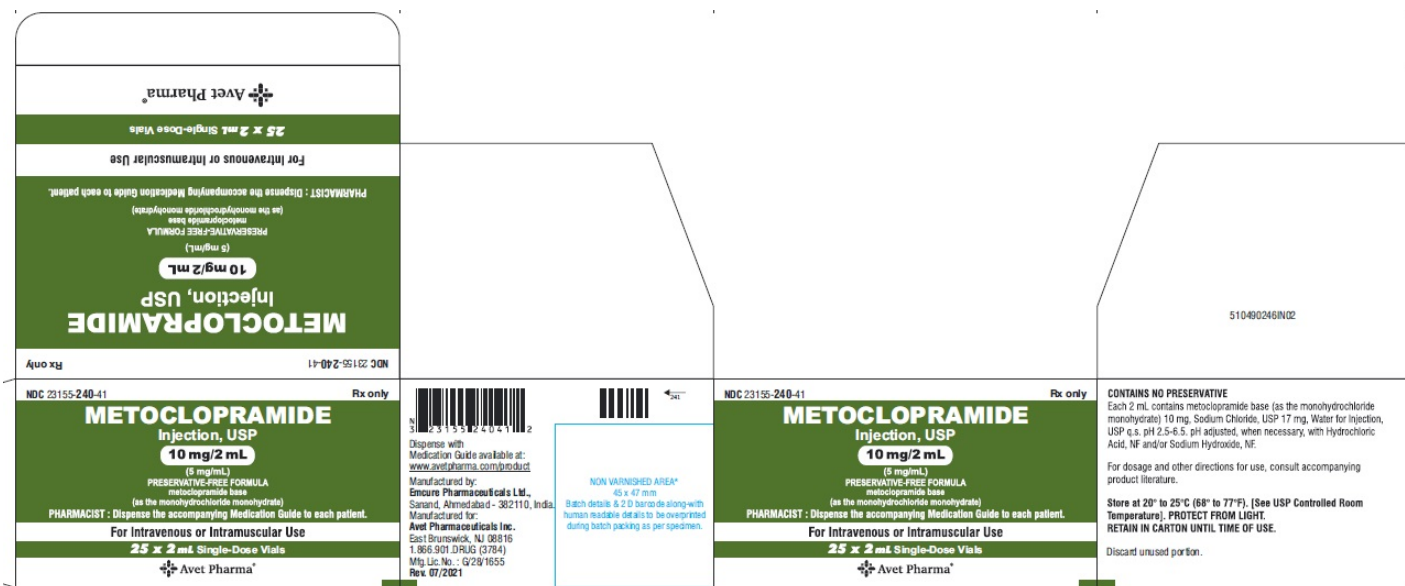 Avet Pharma®
25 x 2 mL Single-Dose Vials
For Intravenous or Intramuscular Use
PHARMACIST : Dispense the accompanying Medication Guide to each patient.
(as the monohydrochloride monohydrate)
metoclopramide base
PRESERVATIVE-FREE FORMULA
(5 mg/mL)
10 mg/2 mL
Injection, USP
METOCLOPRAMIDE
NDC 23155-240-41 Rx only
NDC 23155-240-41 Rx only
METOCLOPRAMIDE
Injection, USP
10 mg/2 mL
(5 mg/mL)
PRESERVATIVE-FREE FORMULA
metoclopramide base
(as the monohydrochloride monohydrate)
PHARMACIST : Dispense the accompanying Medication Guide to each patient.
For Intravenous or Intramuscular Use
25 x 2 mL Single-Dose Vials
Avet Pharma®
N
3 23155 24041 2
Dispense with
Medication Guide available at:
www.avetpharma.com/product
Manufactured by:
Emcure Pharmaceuticals Ltd.,
Sanand, Ahmedabad - 382110, India.
Manufactured for:
Avet Pharmaceuticals Inc.
East Brunswick, NJ 08816
1.866.901.DRUG (3784)
Mfg.Lic.No. : G/28/1655
Rev. 07/2021
241
NON VARNISHED AREA*
45 x 47 mm
Batch details & 2 D barcode along-with
human readable details to be overprinted
during batch packing as per specimen.
NDC 23155-240-41 Rx only
METOCLOPRAMIDE
Injection, USP
10 mg/2 mL
(5 mg/mL)
PRESERVATIVE-FREE FORMULA
metoclopramide base
(as the monohydrochloride monohydrate)
PHARMACIST : Dispense the accompanying Medication Guide to each patient.
For Intravenous or Intramuscular Use
25 x 2 mL Single-Dose Vials
Avet Pharma®
510490246IN02
CONTAINS NO PRESERVATIVE
Each 2 mL contains metoclopramide base (as the monohydrochloride
monohydrate) 10 mg, Sodium Chloride, USP 17 mg, Water for Injection,
USP q.s. pH 2.5-6.5. pH adjusted, when necessary, with Hydrochloric
Acid, NF and/or Sodium Hydroxide, NF.
For dosage and other directions for use, consult accompanying
product literature.
Store at 20° to 25°C (68° to 77°F). [See USP Controlled Room
Temperature]. PROTECT FROM LIGHT.
RETAIN IN CARTON UNTIL TIME OF USE.
Discard unused portion.